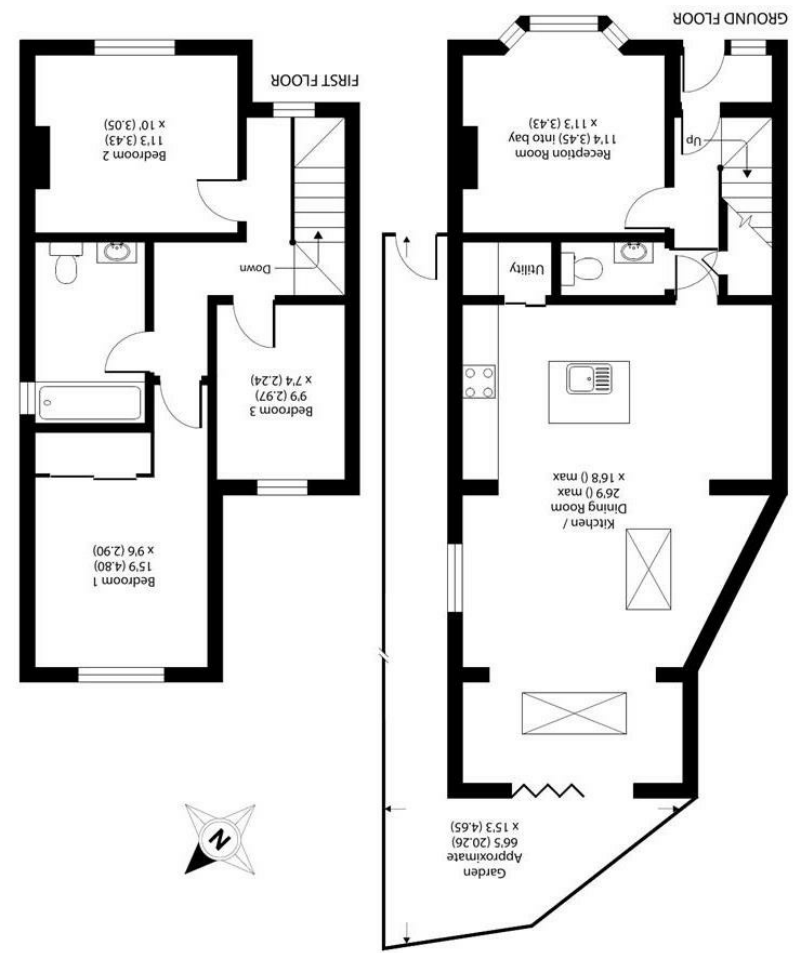 Garden
Approximate
66'5 (20.26)
x 15'3 (4.65)
N
Bedroom 1
15'9 (4.80)
x 9'6 (2.90)
Kitchen /
Dining Room
26'9 () max
x 16'8 () max
Bedroom 3
9'9 (2.97)
x 7'4 (2.24)
Utility
Down
Up
Reception Room
11'4 (3.45) into bay
x 11'3 (3.43)
Bedroom 2
11'3 (3.43)
x 10' (3.05)
GROUND FLOOR
FIRST FLOOR